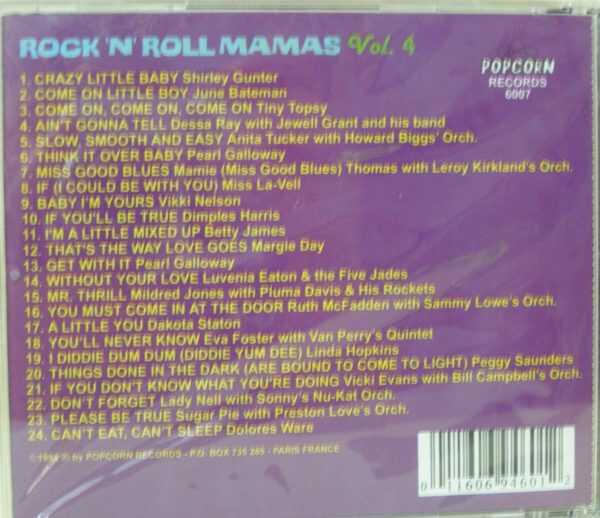 ROCK 'N' ROLL MAMAS Vol. 4
POPCORN
RECORDS
6007
1. CRAZY LITTLE BABY Shirley Gunter
2. COME ON LITTLE BOY June Bateman
3. COME ON, COME ON, COME ON Tiny Topsy
4. AIN'T GONNA TELL Dessa Ray with Jewell Grant and his band
5. SLOW, SMOOTH AND EASY Anita Tucker with Howard Biggs' Orch.
6. THINK IT OVER BABY Pearl Galloway
7. MISS GOOD BLUES Mamie (Miss Good Blues) Thomas with Leroy Kirkland's Orch.
8. IF (I COULD BE WITH YOU) Miss La-Vell
9. BABY I'M YOURS Vikki Nelson
10. IF YOU'LL BE TRUE Dimples Harris
11. I'M A LITTLE MIXED UP Betty James
12. THAT'S THE WAY LOVE GOES Margie Day
13. GET WITH IT Pearl Galloway
14. WITHOUT YOUR LOVE Luvenia Eaton & the Five Jades
15. MR. THRILL Mildred Jones with Pluma Davis & His Rockets
16. YOU MUST COME IN AT THE DOOR Ruth McFadden with Sammy Lowe's Orch.
17. A LITTLE YOU Dakota Staton
18. YOU'LL NEVER KNOW Eva Foster with Van Perry's Quintet
19. I DIDDIE DUM DUM (DIDDIE YUM DEE) Linda Hopkins
20. THINGS DONE IN THE DARK (ARE BOUND TO COME TO LIGHT) Peggy Saunders
21. IF YOU DON'T KNOW WHAT YOU'RE DOING Vicki Evans with Bill Campbell's Orch.
22. DON'T FORGET Lady Nell with Sonny's Nu-Kat Orch.
23. PLEASE BE TRUE Sugar Pie with Preston Love's Orch.
24. CAN'T EAT, CAN'T SLEEP Dolores Ware
by POPCORN RECORDS - P.O. BOX 735 265 - PARIS FRANCE
0 11606 94601 2